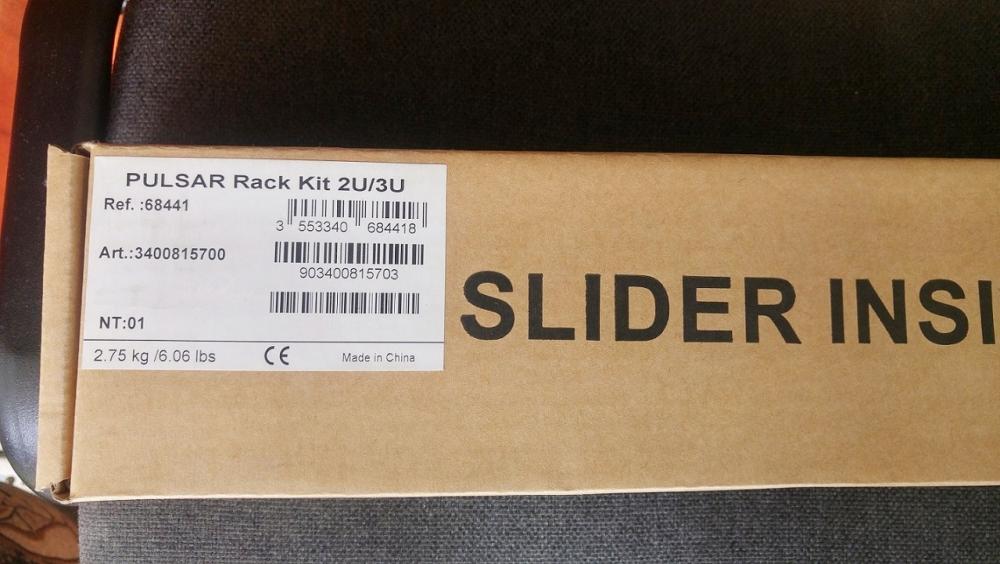 PULSAR Rack Kit 2U/3U
Ref. :68441
3 553340 684418
Art.:3400815700
903400815703
NT:01
2.75 kg /6.06 lbs CE Made in China
SLIDER INSI